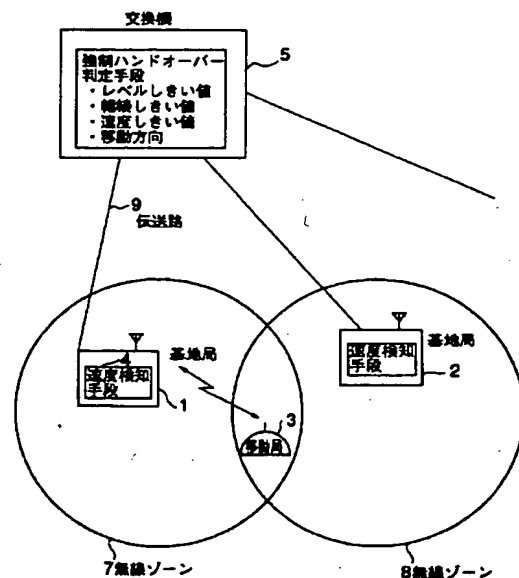 交換機
強制ハンドオーバー
判定手段
・レベルしきい値
・輻輳しきい値
・速度しきい値
・移動方向
5
9
伝送路
基地局
4
速度検知
手段
1
基地局
速度検知
手段
2
3
移動局
7無線ゾーン
8無線ゾーン